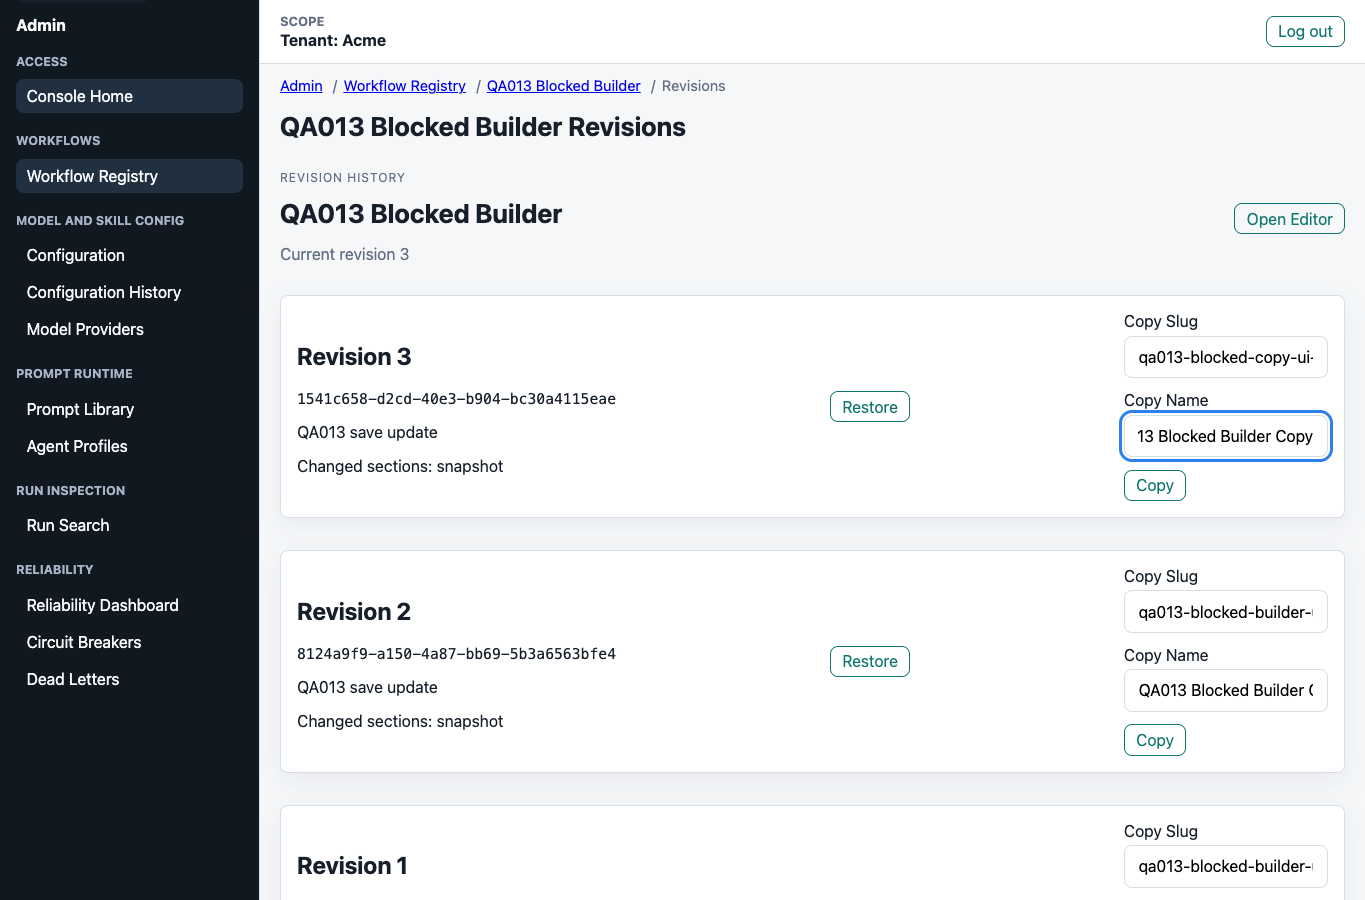 Admin
ACCESS
Console Home
WORKFLOWS
Workflow Registry
MODEL AND SKILL CONFIG
Configuration
Configuration History
Model Providers
PROMPT RUNTIME
Prompt Library
Agent Profiles
RUN INSPECTION
Run Search
RELIABILITY
Reliability Dashboard
Circuit Breakers
Dead Letters
SCOPE
Tenant: Acme
Log out
Admin / Workflow Registry / QA013 Blocked Builder / Revisions
QA013 Blocked Builder Revisions
REVISION HISTORY
QA013 Blocked Builder
Open Editor
Current revision 3
Revision 3
1541c658-d2cd-40e3-b904-bc30a4115eae
QA013 save update
Changed sections: snapshot
Restore
Copy Slug
qa013-blocked-copy-ui-
Copy Name
13 Blocked Builder Copy
Copy
Revision 2
8124a9f9-a150-4a87-bb69-5b3a6563bfe4
QA013 save update
Changed sections: snapshot
Restore
Copy Slug
qa013-blocked-builder-
Copy Name
QA013 Blocked Builder
Copy
Revision 1
Copy Slug
qa013-blocked-builder-